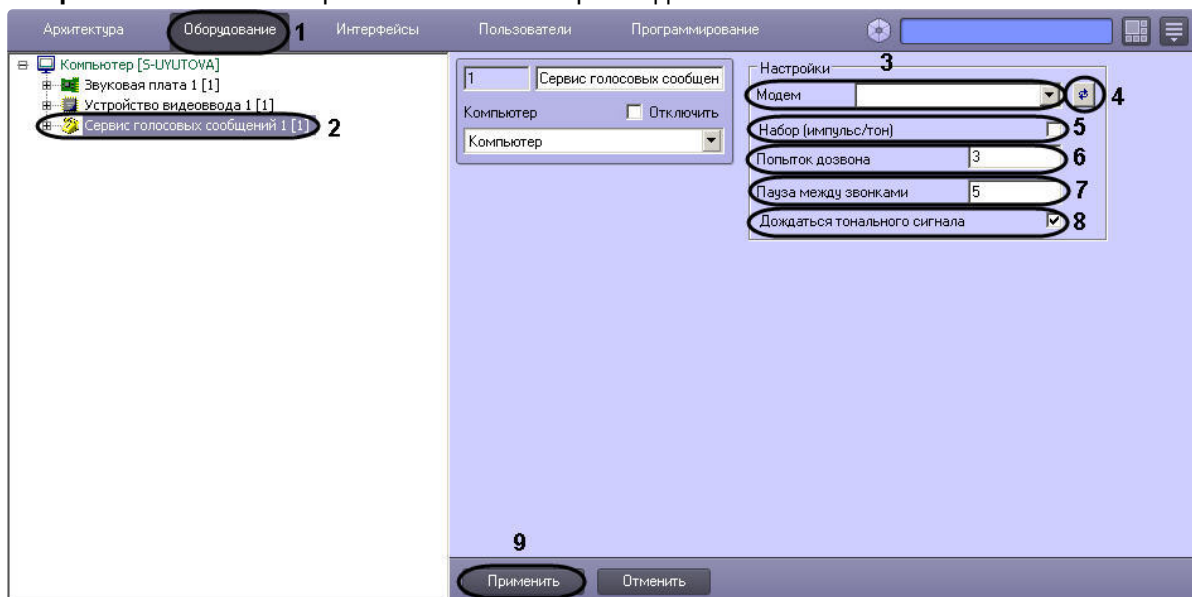 Архитектура Оборудование 1 Интерфейсы Пользователи Программирование
Компьютер [S-UYUTOVA]
Звуковая плата 1 [1]
Устройство видеоввода 1 [1]
Сервис голосовых сообщений 1 [1] 2
1 Сервис голосовых сообщен
Компьютер Отключить
Компьютер
Настройки 3
Модем 4
Набор (импульс/тон) 5
Попыток дозвона 3 6
Пауза между звонками 5 7
Дождаться тонального сигнала 8
9
Применить Отменить